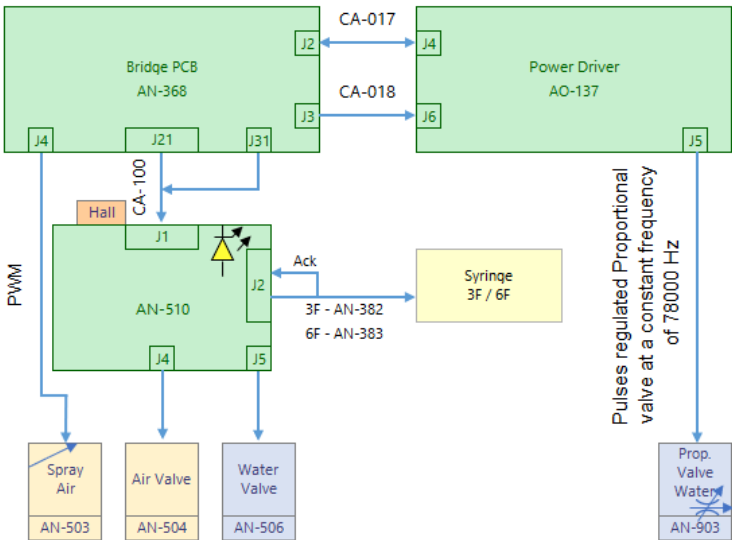 CA-017
J2
J4
Bridge PCB
AN-368
Power Driver
AO-137
CA-018
J3
J6
J4
J21
J31
J5
CA-100
Hall
J1
PWM
Ack
J2
AN-510
3F - AN-382
6F - AN-383
Syringe
3F / 6F
J4
J5
Pulses regulated Proportional
valve at a constant frequency
of 78000 Hz
Spray
Air
AN-503
Air Valve
AN-504
Water
Valve
AN-506
Prop.
Valve
Water
AN-903